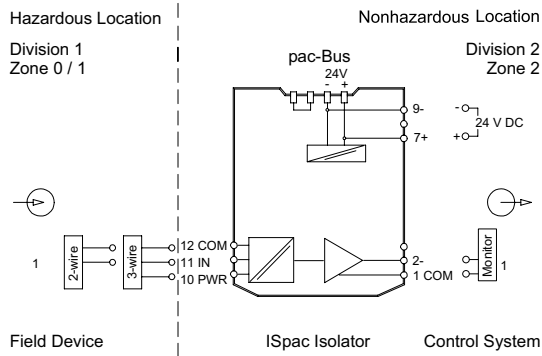 Hazardous Location
Nonhazardous Location
Division 1
Zone 0 / 1
Division 2
Zone 2
pac-Bus
24V
- +
9-
7+
-
+
24 V DC
1
2-wire
3-wire
12 COM
11 IN
10 PWR
2-
1 COM
Monitor
1
Field Device
ISpac Isolator
Control System